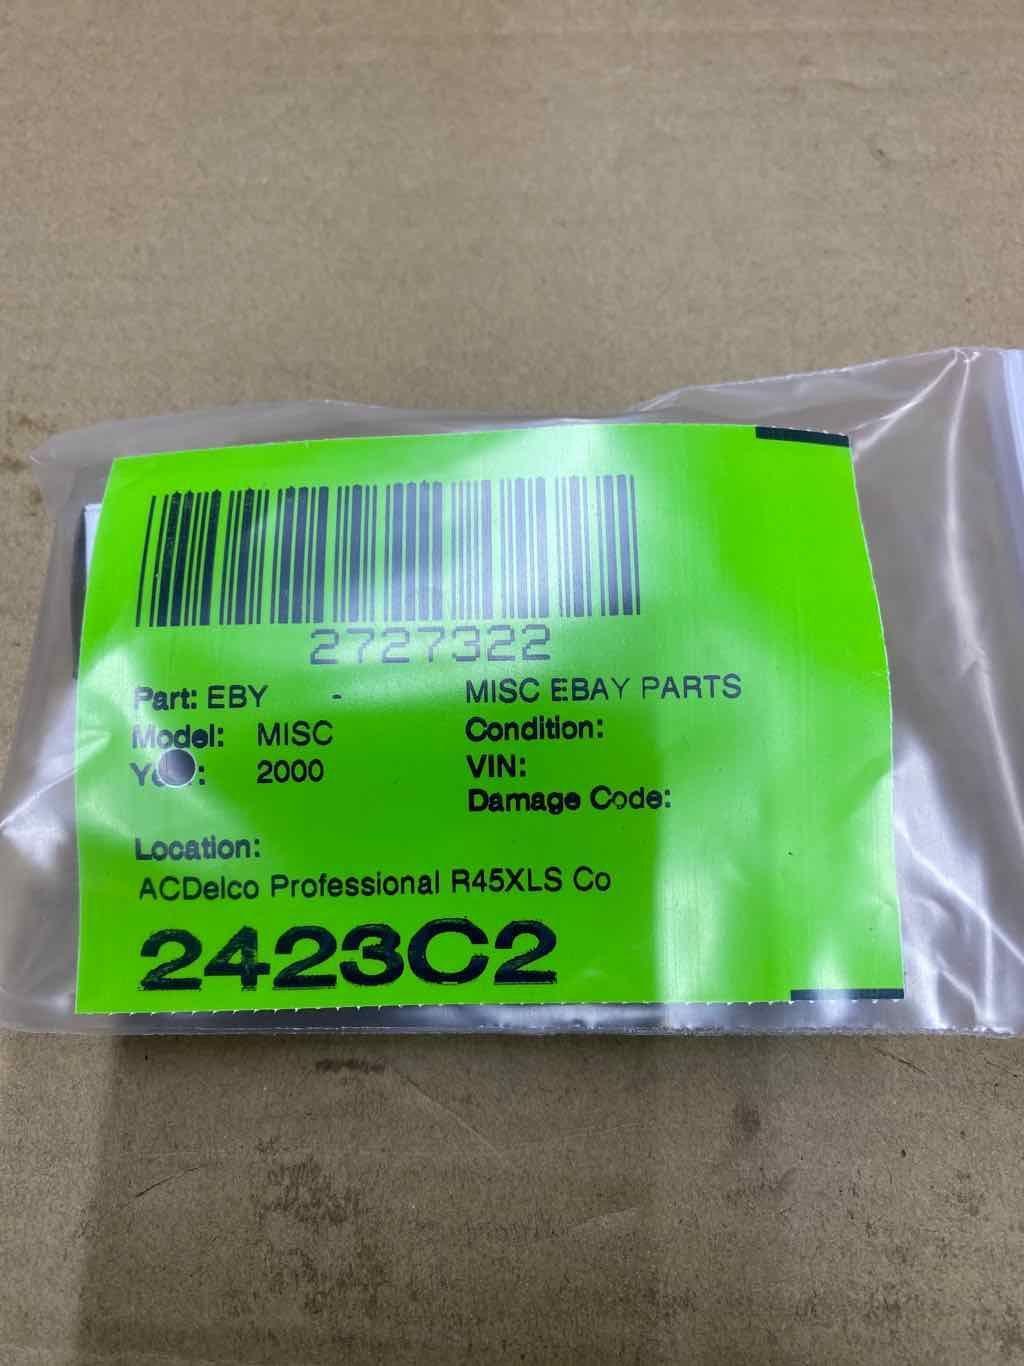 2727322
Part: EBY - MISC EBAY PARTS
Model: MISC Condition:
Year: 2000 VIN:
Damage Code:
Location:
ACDelco Professional R45XLS Co
2423C2